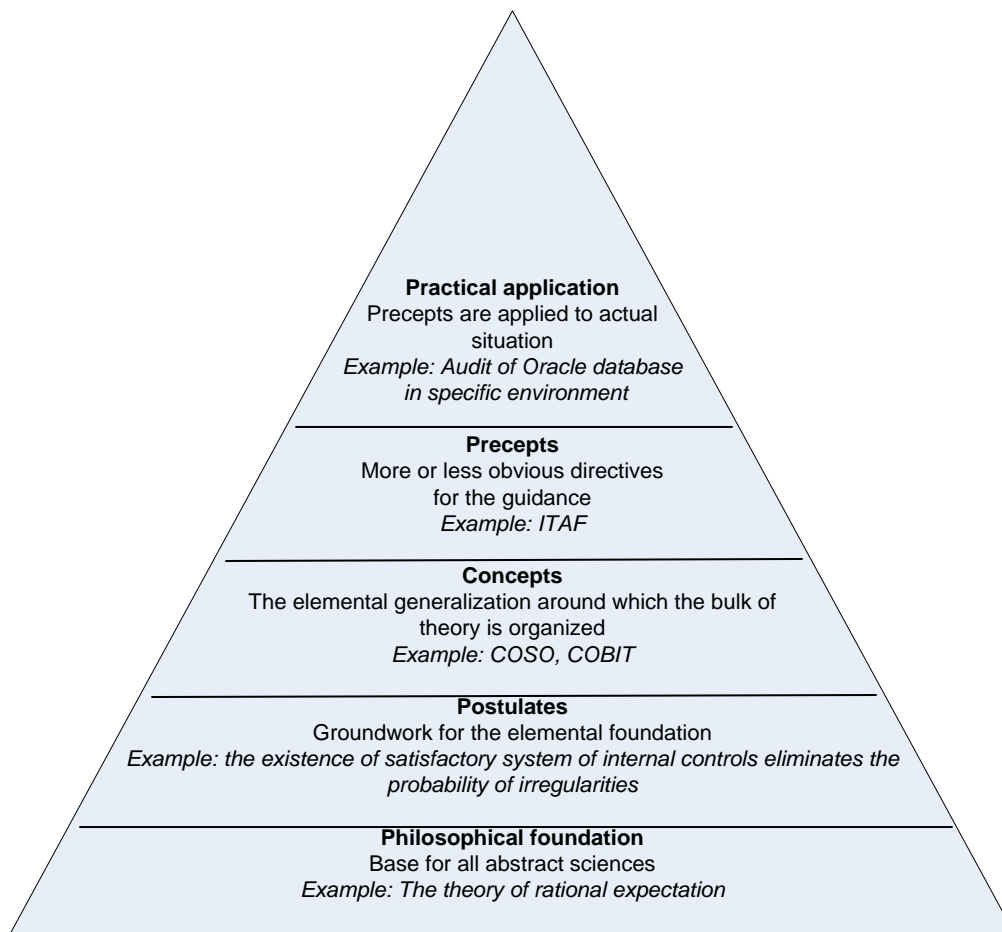 Practical application
Precepts are applied to actual
situation
Example: Audit of Oracle database
in specific environment
Precepts
More or less obvious directives
for the guidance
Example: ITAF
Concepts
The elemental generalization around which the bulk of
theory is organized
Example: COSO, COBIT
Postulates
Groundwork for the elemental foundation
Example: the existence of satisfactory system of internal controls eliminates the
probability of irregularities
Philosophical foundation
Base for all abstract sciences
Example: The theory of rational expectation